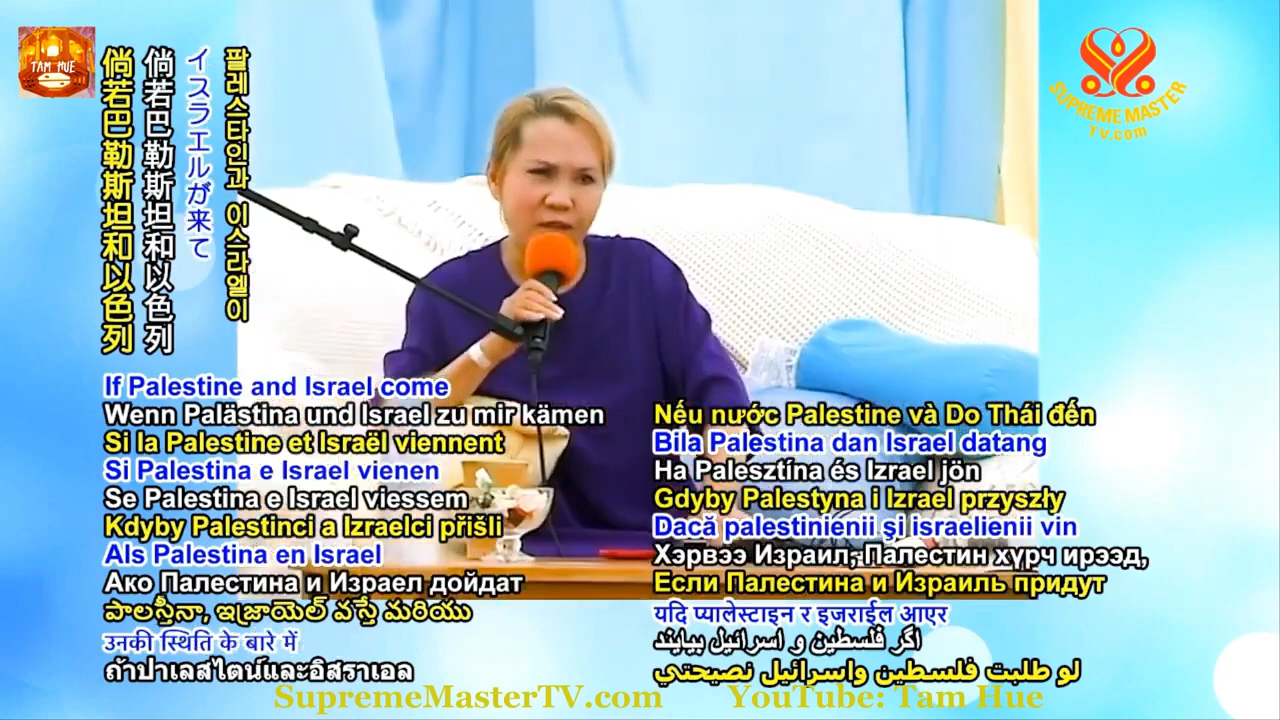 TAM HUE
SUPREME MASTER
TV.com
倘若巴勒斯坦和以色列
倘若巴勒斯坦和以色列
イスラエルが来て
팔레스타인과 이스라엘이
If Palestine and Israel come
Wenn Palästina und Israel zu mir kämen
Si la Palestine et Israël viennent
Si Palestina e Israel vienen
Se Palestina e Israel viessem
Kdyby Palestinci a Izraelci přišli
Als Palestina en Israel
Ако Палестина и Израел дойдат
పాలస్తీనా, ఇజ్రాయెల్ వస్తే మరియు
उनकी स्थिति के बारे में
ถ้าปาเลสไตน์และอิสราเอล
Nếu nước Palestine và Do Thái đến
Bila Palestina dan Israel datang
Ha Palesztína és Izrael jön
Gdyby Palestyna i Izrael przyszły
Dacă palestinienii şi israelienii vin
Хэрвээ Израил, Палестин хүрч ирээд,
Если Палестина и Израиль придут
यदि प्यालेस्टाइन र इजराईल आएर
اگر فلسطین و اسرائیل بیایند
لو طلبت فلسطين واسرائيل نصيحتي
SupremeMasterTV.com
YouTube: Tam Hue